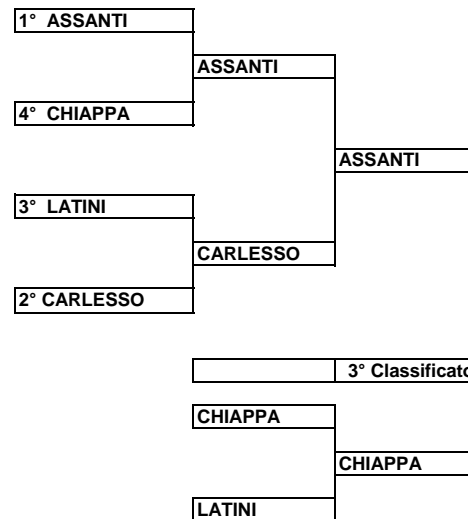 1° ASSANTI
ASSANTI
4° CHIAPPA
ASSANTI
3° LATINI
CARLESSO
2° CARLESSO
3° Classificato
CHIAPPA
CHIAPPA
LATINI